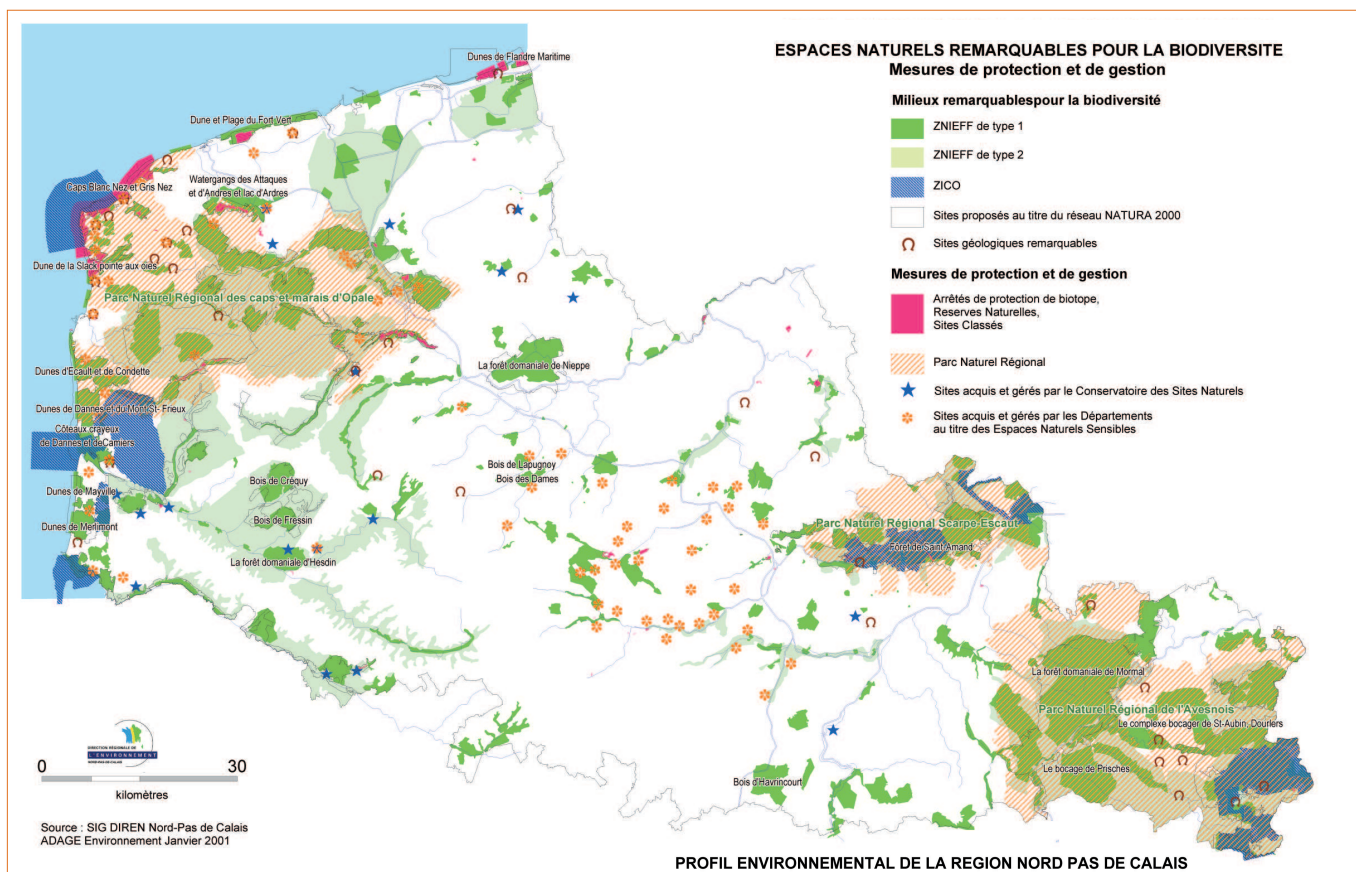 ESPACES NATURELS REMARQUABLES POUR LA BIODIVERSITE
Mesures de protection et de gestion
Milieux remarquablespour la biodiversité
ZNIEFF de type 1
ZNIEFF de type 2
ZICO
Sites proposés au titre du réseau NATURA 2000
Sites géologiques remarquables
Mesures de protection et de gestion
Arrêtés de protection de biotope,
Reserves Naturelles,
Sites Classés
Parc Naturel Régional
Sites acquis et gérés par le Conservatoire des Sites Naturels
Sites acquis et gérés par les Départements
au titre des Espaces Naturels Sensibles
Dunes de Flandre Maritime
Dune et Plage du Fort Vert
Caps Blanc Nez et Gris Nez
Watergangs des Attaques
et d'Andres et lac d'Ardres
Dune de la Slack pointe aux oies
Parc Naturel Régional des caps et marais d'Opale
La forêt domaniale de Nieppe
Dunes d'Ecault et de Condette
Dunes de Dannes et du Mont St- Frieux
Côteaux crayeux
de Dannes et deCamiers
Bois de Lapugnoy
Bois des Dames
Bois de Créquy
Dunes de Mayville
Bois de Fressin
Dunes de Merlimont
La forêt domaniale d'Hesdin
Parc Naturel Régional Scarpe-Escaut
Forêt de Saint Amand
La forêt domaniale de Mormal
Parc Naturel Régional de l'Avesnois
Le complexe bocager de St-Aubin, Dourlers
Le bocage de Prisches
Bois d'Havrincourt
DIRECTION RÉGIONALE DE
L'ENVIRONNEMENT
NORD-PAS DE CALAIS
0 30
kilomètres
Source : SIG DIREN Nord-Pas de Calais
ADAGE Environnement Janvier 2001
PROFIL ENVIRONNEMENTAL DE LA REGION NORD PAS DE CALAIS